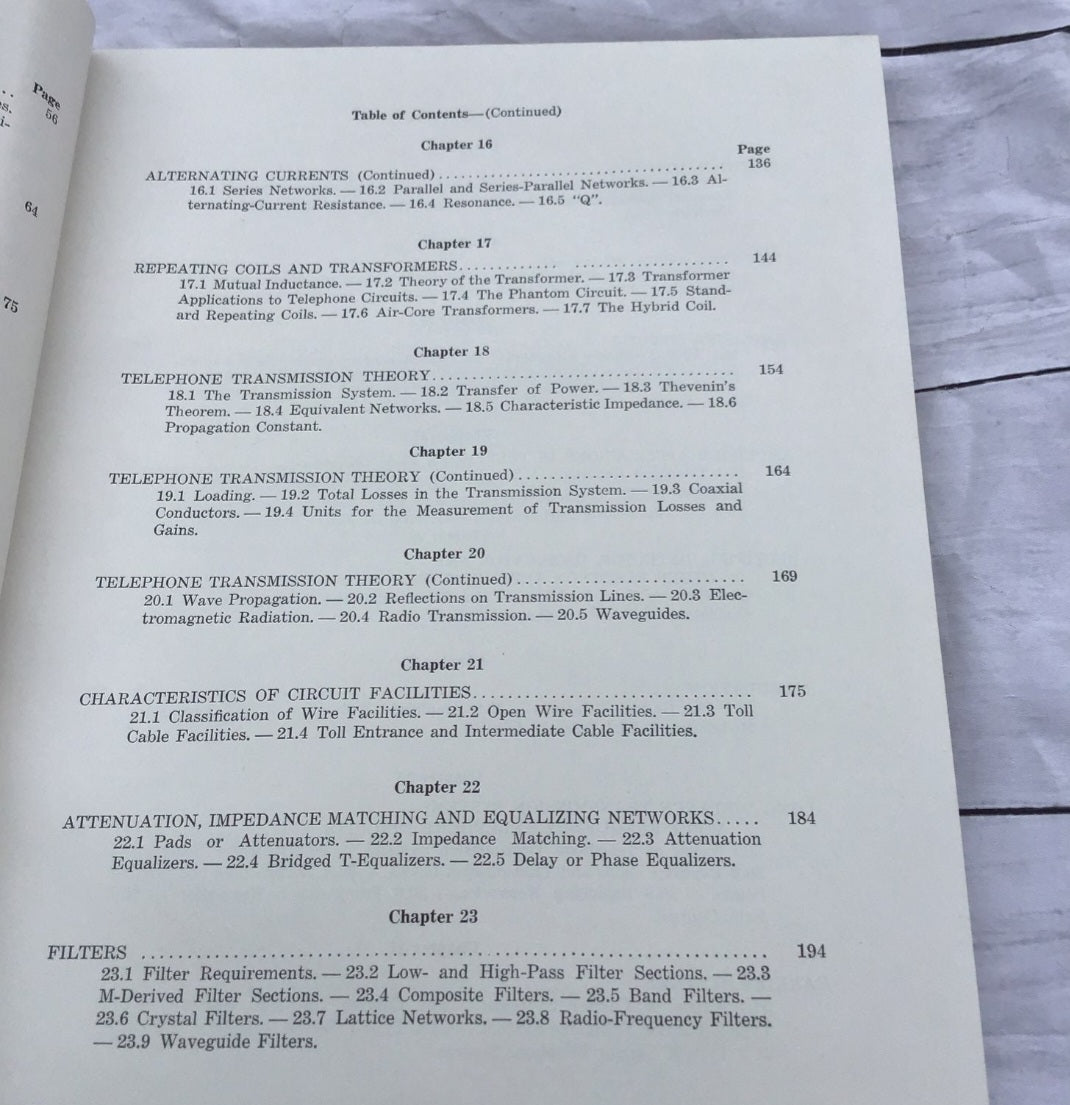 Page
56
s.
i-
64
75
Table of Contents—(Continued)
Chapter 16
Page
ALTERNATING CURRENTS (Continued) ........................................ 136
16.1 Series Networks. — 16.2 Parallel and Series-Parallel Networks. — 16.3 Al-
ternating-Current Resistance. — 16.4 Resonance. — 16.5 “Q”.
Chapter 17
REPEATING COILS AND TRANSFORMERS............ .................... 144
17.1 Mutual Inductance. — 17.2 Theory of the Transformer. — 17.3 Transformer
Applications to Telephone Circuits. — 17.4 The Phantom Circuit. — 17.5 Stand-
ard Repeating Coils. — 17.6 Air-Core Transformers. — 17.7 The Hybrid Coil.
Chapter 18
TELEPHONE TRANSMISSION THEORY...................................... 154
18.1 The Transmission System. — 18.2 Transfer of Power. — 18.3 Thevenin's
Theorem. — 18.4 Equivalent Networks. — 18.5 Characteristic Impedance. — 18.6
Propagation Constant.
Chapter 19
TELEPHONE TRANSMISSION THEORY (Continued) ........................... 164
19.1 Loading. — 19.2 Total Losses in the Transmission System. — 19.3 Coaxial
Conductors. — 19.4 Units for the Measurement of Transmission Losses and
Gains.
Chapter 20
TELEPHONE TRANSMISSION THEORY (Continued) ........................... 169
20.1 Wave Propagation. — 20.2 Reflections on Transmission Lines. — 20.3 Elec-
tromagnetic Radiation. — 20.4 Radio Transmission. — 20.5 Waveguides.
Chapter 21
CHARACTERISTICS OF CIRCUIT FACILITIES............................... 175
21.1 Classification of Wire Facilities. — 21.2 Open Wire Facilities. — 21.3 Toll
Cable Facilities. — 21.4 Toll Entrance and Intermediate Cable Facilities.
Chapter 22
ATTENUATION, IMPEDANCE MATCHING AND EQUALIZING NETWORKS..... 184
22.1 Pads or Attenuators. — 22.2 Impedance Matching. — 22.3 Attenuation
Equalizers. — 22.4 Bridged T-Equalizers. — 22.5 Delay or Phase Equalizers.
Chapter 23
FILTERS ............................................................ 194
23.1 Filter Requirements. — 23.2 Low- and High-Pass Filter Sections. — 23.3
M-Derived Filter Sections. — 23.4 Composite Filters. — 23.5 Band Filters. —
23.6 Crystal Filters. — 23.7 Lattice Networks. — 23.8 Radio-Frequency Filters.
— 23.9 Waveguide Filters.